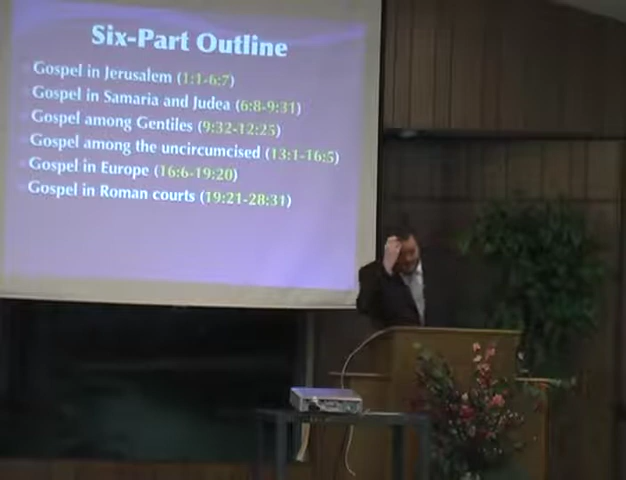 Six-Part Outline
Gospel in Jerusalem (1:1-6:7)
Gospel in Samaria and Judea (6:8-9:31)
Gospel among Gentiles (9:32-12:25)
Gospel among the uncircumcised (13:1-16:5)
Gospel in Europe (16:6-19:20)
Gospel in Roman courts (19:21-28:31)